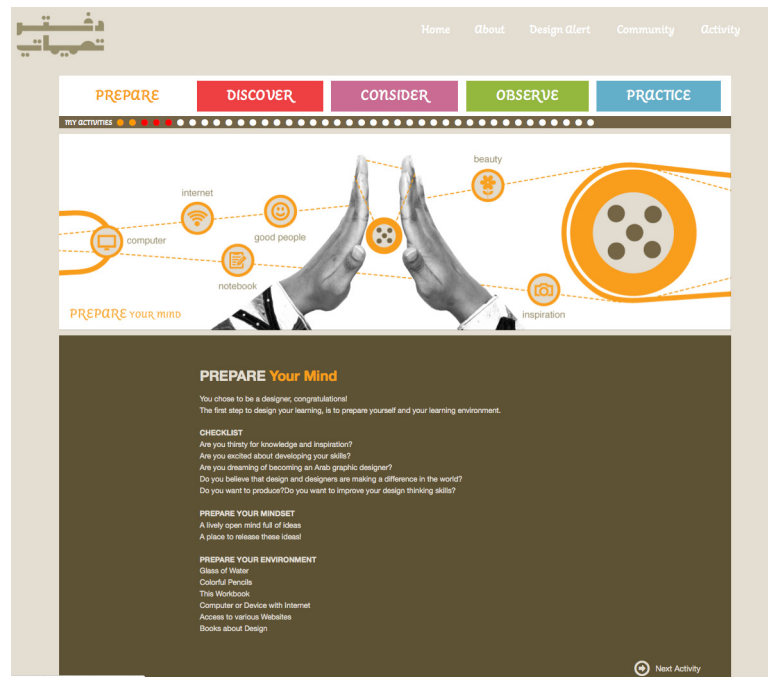 دفتر
Home About Design Alert Community Activity
PREPARE DISCOVER CONSIDER OBSERVE PRACTICE
MY ACTIVITIES
beauty
internet
computer
good people
notebook
inspiration
PREPARE YOUR MIND
PREPARE Your Mind
You chose to be a designer, congratulations!
The first step to design your learning, is to prepare yourself and your learning environment.
CHECKLIST
Are you thirsty for knowledge and inspiration?
Are you excited about developing your skills?
Are you dreaming of becoming an Arab graphic designer?
Do you believe that design and designers are making a difference in the world?
Do you want to produce?Do you want to improve your design thinking skills?
PREPARE YOUR MINDSET
A lively open mind full of ideas
A place to release these ideas!
PREPARE YOUR ENVIRONMENT
Glass of Water
Colorful Pencils
This Workbook
Computer or Device with Internet
Access to various Websites
Books about Design
Next Activity